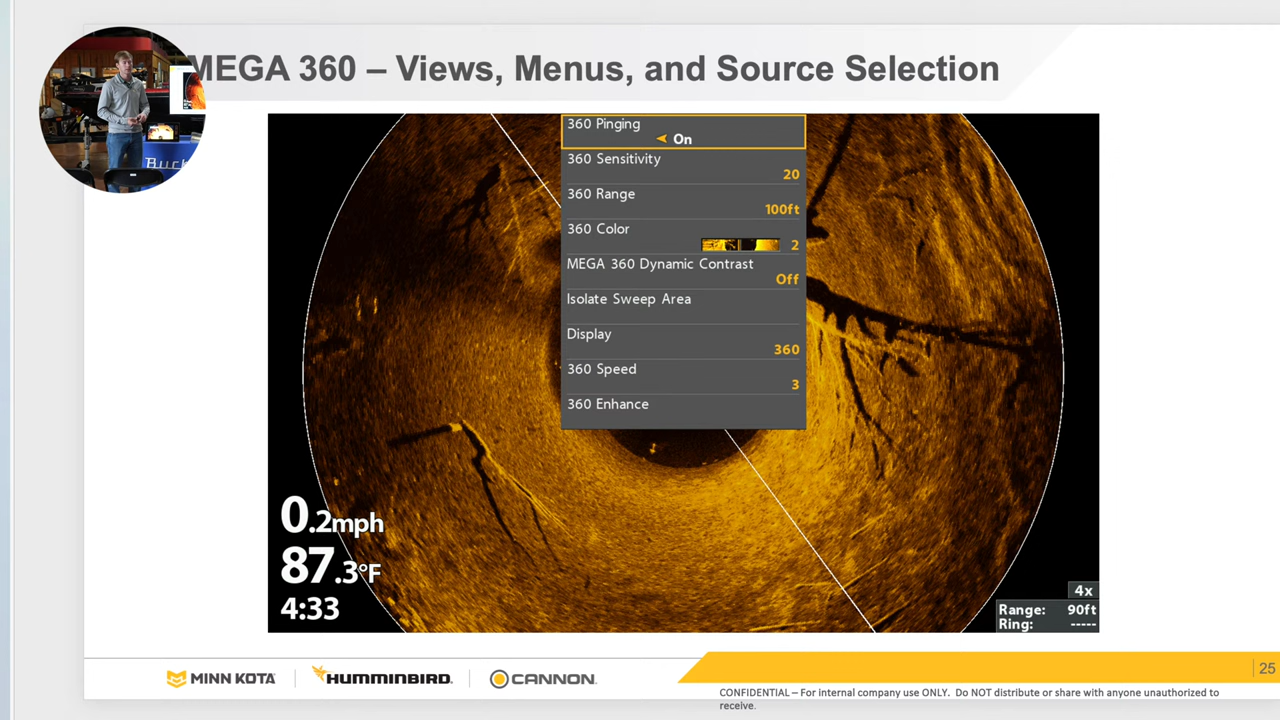 MEGA 360 – Views, Menus, and Source Selection
360 Pinging
On
360 Sensitivity
20
360 Range
100ft
360 Color
2
MEGA 360 Dynamic Contrast
Off
Isolate Sweep Area
Display
360
360 Speed
3
360 Enhance
0.2mph
87.3°F
4:33
4x
Range: 90ft
Ring: -----
MINN KOTA
HUMMINBIRD
CANNON
25
CONFIDENTIAL – For internal company use ONLY. Do NOT distribute or share with anyone unauthorized to
receive.